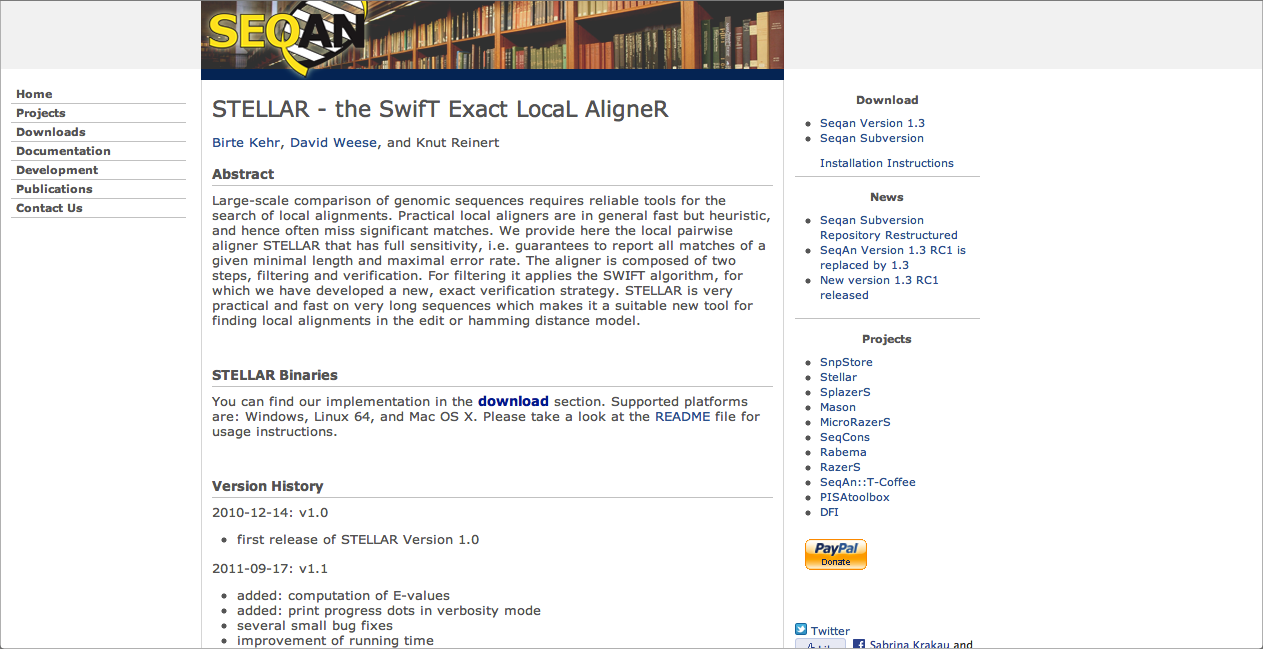 SEQAN
Home
Projects
Downloads
Documentation
Development
Publications
Contact Us
STELLAR - the SwifT Exact LocaL AligneR
Birte Kehr, David Weese, and Knut Reinert
Abstract
Large-scale comparison of genomic sequences requires reliable tools for the
search of local alignments. Practical local aligners are in general fast but heuristic,
and hence often miss significant matches. We provide here the local pairwise
aligner STELLAR that has full sensitivity, i.e. guarantees to report all matches of a
given minimal length and maximal error rate. The aligner is composed of two
steps, filtering and verification. For filtering it applies the SWIFT algorithm, for
which we have developed a new, exact verification strategy. STELLAR is very
practical and fast on very long sequences which makes it a suitable new tool for
finding local alignments in the edit or hamming distance model.
STELLAR Binaries
You can find our implementation in the download section. Supported platforms
are: Windows, Linux 64, and Mac OS X. Please take a look at the README file for
usage instructions.
Version History
2010-12-14: v1.0
first release of STELLAR Version 1.0
2011-09-17: v1.1
added: computation of E-values
added: print progress dots in verbosity mode
several small bug fixes
improvement of running time
Download
Seqan Version 1.3
Seqan Subversion
Installation Instructions
News
Seqan Subversion
Repository Restructured
SeqAn Version 1.3 RC1 is
replaced by 1.3
New version 1.3 RC1
released
Projects
SnpStore
Stellar
SplazerS
Mason
MicroRazerS
SeqCons
Rabema
RazerS
SeqAn::T-Coffee
PISAtoolbox
DFI
PayPal
Donate
Twitter
Sabrina Krakau and